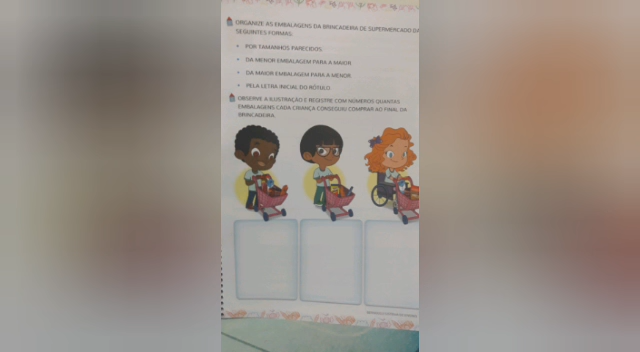 ORGANIZE AS EMBALAGENS DA BRINCADEIRA DE SUPERMERCADO DA
SEGUINTES FORMAS:
• POR TAMANHOS PARECIDOS.
• DA MENOR EMBALAGEM PARA A MAIOR.
• DA MAIOR EMBALAGEM PARA A MENOR.
• PELA LETRA INICIAL DO RÓTULO.
OBSERVE A ILUSTRAÇÃO E REGISTRE COM NÚMEROS QUANTAS
EMBALAGENS CADA CRIANÇA CONSEGUIU COMPRAR AO FINAL DA
BRINCADEIRA.